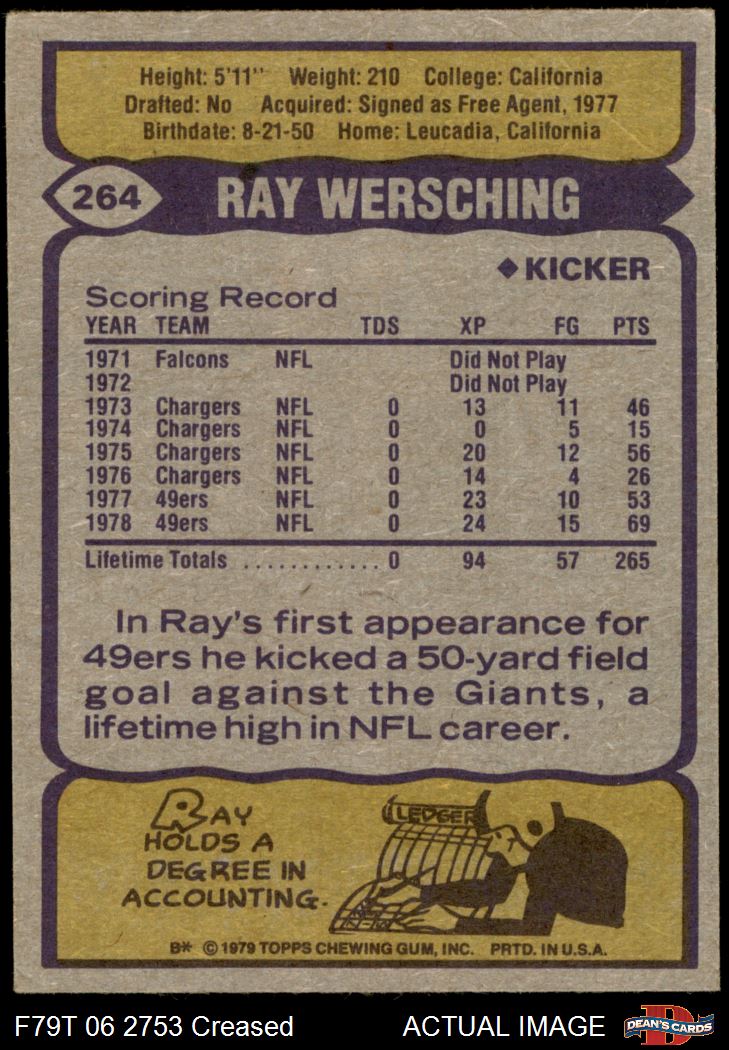 Height: 5'11" Weight: 210 College: California
Drafted: No Acquired: Signed as Free Agent, 1977
Birthdate: 8-21-50 Home: Leucadia, California
264 RAY WERSCHING
◆KICKER
Scoring Record
YEAR TEAM TDS XP FG PTS
1971 Falcons NFL Did Not Play
1972 Did Not Play
1973 Chargers NFL 0 13 11 46
1974 Chargers NFL 0 0 5 15
1975 Chargers NFL 0 20 12 56
1976 Chargers NFL 0 14 4 26
1977 49ers NFL 0 23 10 53
1978 49ers NFL 0 24 15 69
Lifetime Totals ............ 0 94 57 265
In Ray's first appearance for
49ers he kicked a 50-yard field
goal against the Giants, a
lifetime high in NFL career.
RAY
HOLDS A
DEGREE IN
ACCOUNTING.
LEDGER
B* © 1979 TOPPS CHEWING GUM, INC. PRTD. IN U.S.A.
F79T 06 2753 Creased ACTUAL IMAGE
D
DEAN'S CARDS